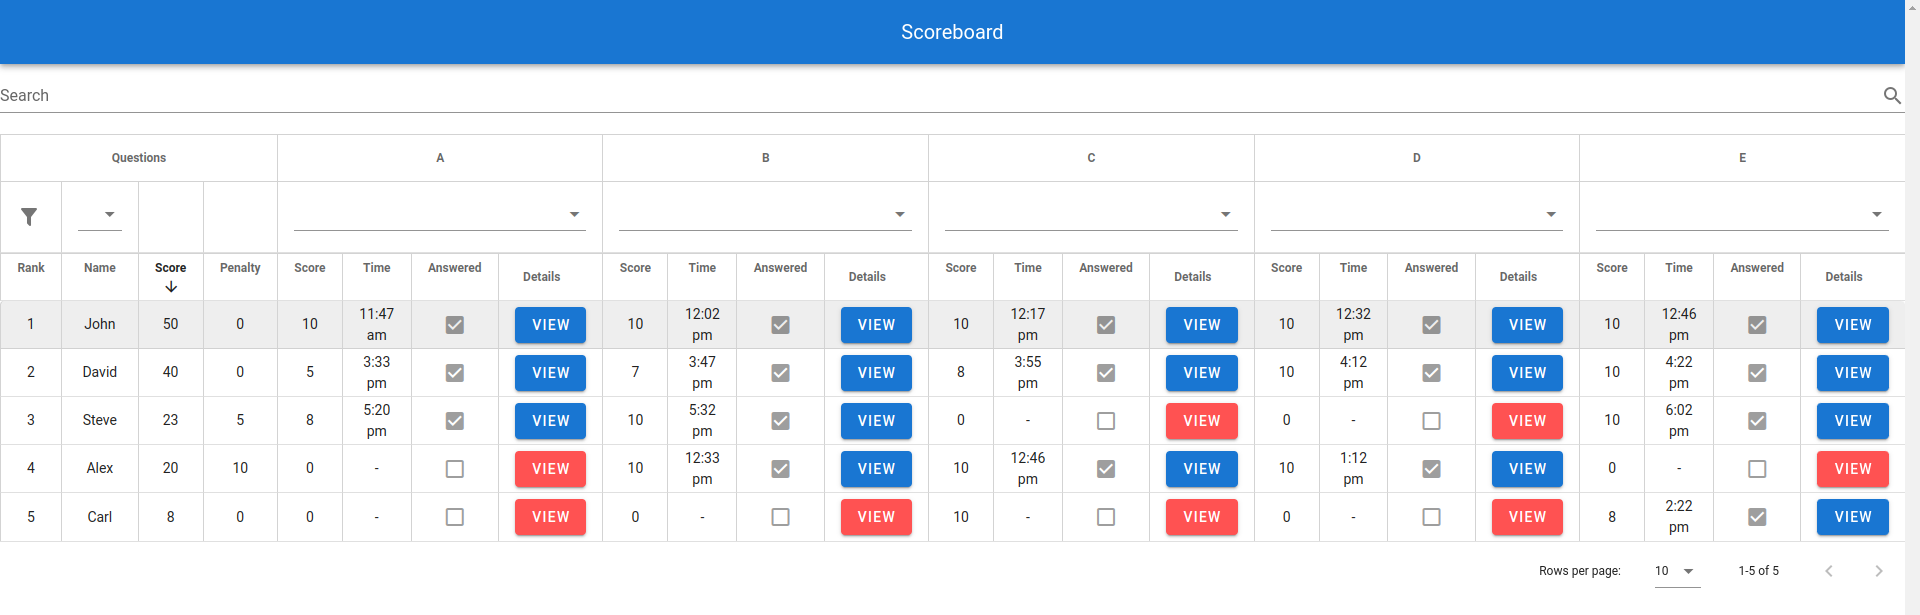 Scoreboard
Search
Questions A B C D E
Rank Name Score Penalty Score Time Answered Details Score Time Answered Details Score Time Answered Details Score Time Answered Details Score Time Answered Details
1 John 50 0 10 11:47 am VIEW 10 12:02 pm VIEW 10 12:17 pm VIEW 10 12:32 pm VIEW 10 12:46 pm VIEW
2 David 40 0 5 3:33 pm VIEW 7 3:47 pm VIEW 8 3:55 pm VIEW 10 4:12 pm VIEW 10 4:22 pm VIEW
3 Steve 23 5 8 5:20 pm VIEW 10 5:32 pm VIEW 0 - VIEW 0 - VIEW 10 6:02 pm VIEW
4 Alex 20 10 0 - VIEW 10 12:33 pm VIEW 10 12:46 pm VIEW 10 1:12 pm VIEW 0 - VIEW
5 Carl 8 0 0 - VIEW 0 - VIEW 10 - VIEW 0 - VIEW 8 2:22 pm VIEW
Rows per page: 10 1-5 of 5